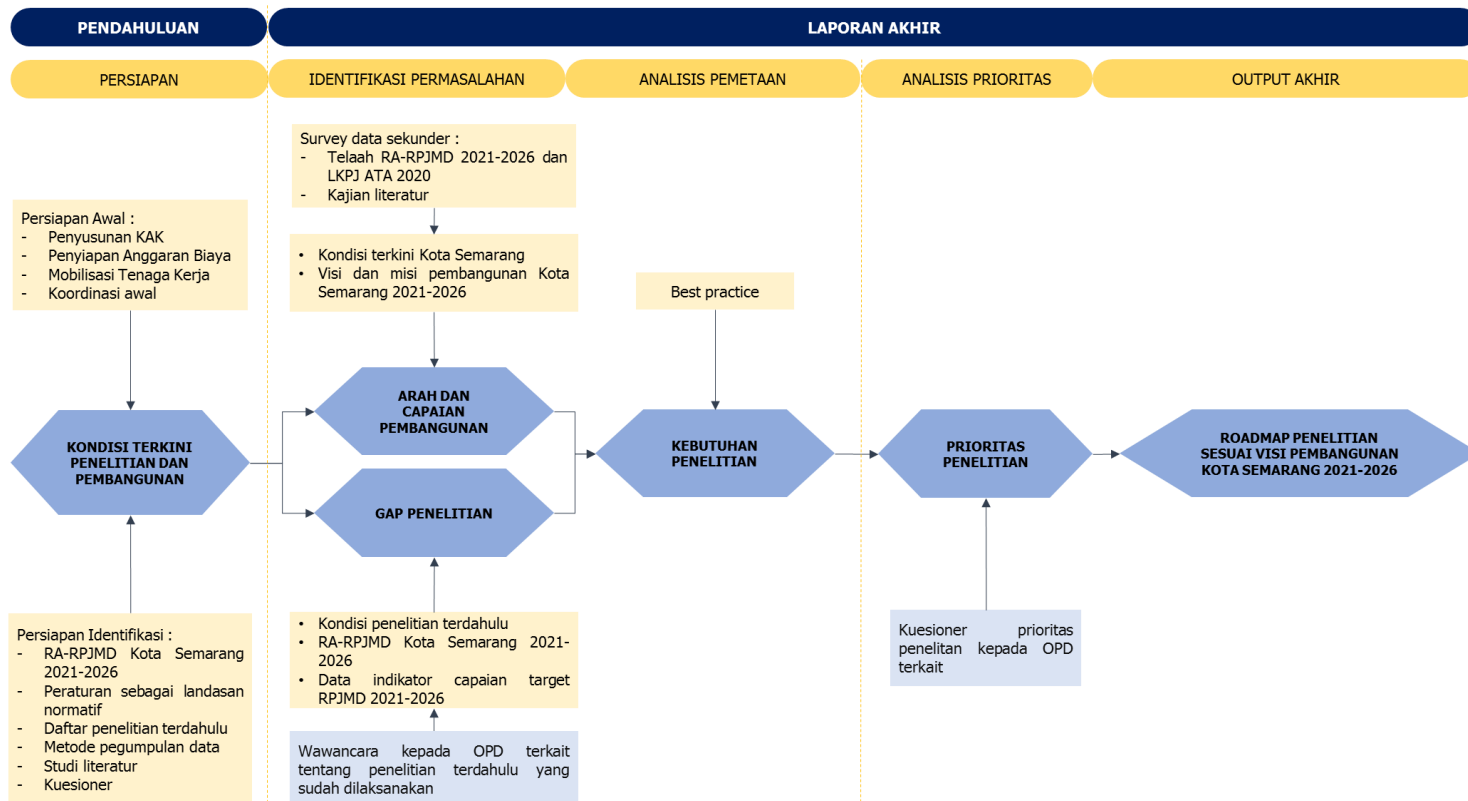 PENDAHULUAN
LAPORAN AKHIR
PERSIAPAN
IDENTIFIKASI PERMASALAHAN
ANALISIS PEMETAAN
ANALISIS PRIORITAS
OUTPUT AKHIR
Survey data sekunder :
- Telaah RA-RPJMD 2021-2026 dan
LKPJ ATA 2020
- Kajian literatur
Persiapan Awal :
- Penyusunan KAK
- Penyiapan Anggaran Biaya
- Mobilisasi Tenaga Kerja
- Koordinasi awal
• Kondisi terkini Kota Semarang
• Visi dan misi pembangunan Kota
Semarang 2021-2026
Best practice
KONDISI TERKINI
PENELITIAN DAN
PEMBANGUNAN
ARAH DAN
CAPAIAN
PEMBANGUNAN
GAP PENELITIAN
KEBUTUHAN
PENELITIAN
PRIORITAS
PENELITIAN
ROADMAP PENELITIAN
SESUAI VISI PEMBANGUNAN
KOTA SEMARANG 2021-2026
Persiapan Identifikasi :
- RA-RPJMD Kota Semarang
2021-2026
- Peraturan sebagai landasan
normatif
- Daftar penelitian terdahulu
- Metode pegumpulan data
- Studi literatur
- Kuesioner
• Kondisi penelitian terdahulu
• RA-RPJMD Kota Semarang 2021-
2026
• Data indikator capaian target
RPJMD 2021-2026
Wawancara kepada OPD terkait
tentang penelitian terdahulu yang
sudah dilaksanakan
Kuesioner prioritas
penelitan kepada OPD
terkait